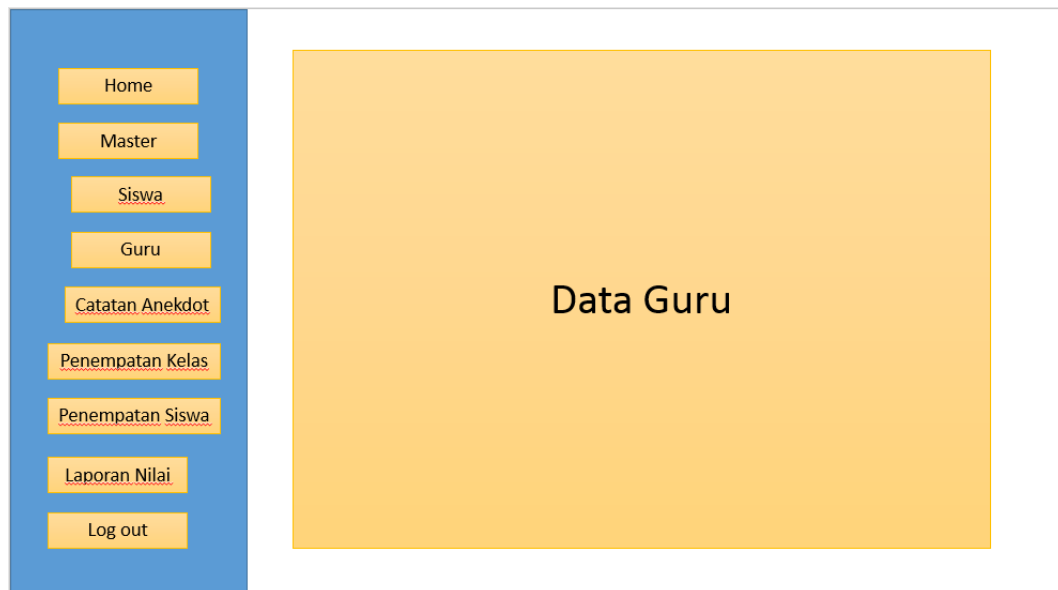 Home
Master
Siswa
Guru
Catatan Anekdot
Penempatan Kelas
Penempatan Siswa
Laporan Nilai
Log out
Data Guru